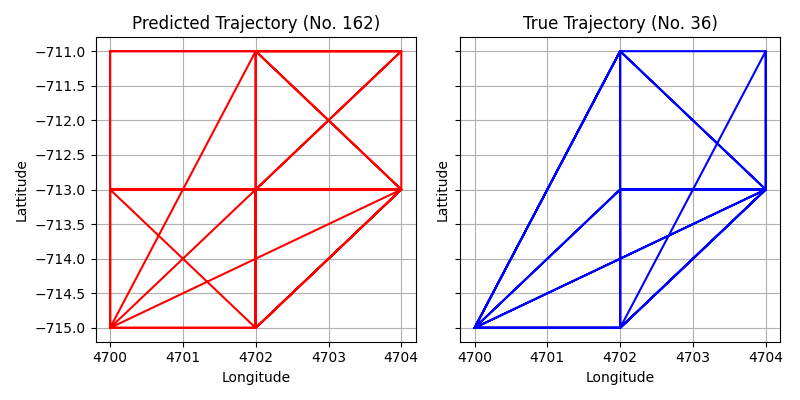 Predicted Trajectory (No. 162)
True Trajectory (No. 36)
Lattitude
−711.0
−711.5
−712.0
−712.5
−713.0
−713.5
−714.0
−714.5
−715.0
4700 4701 4702 4703 4704
Longitude
Lattitude
4700 4701 4702 4703 4704
Longitude